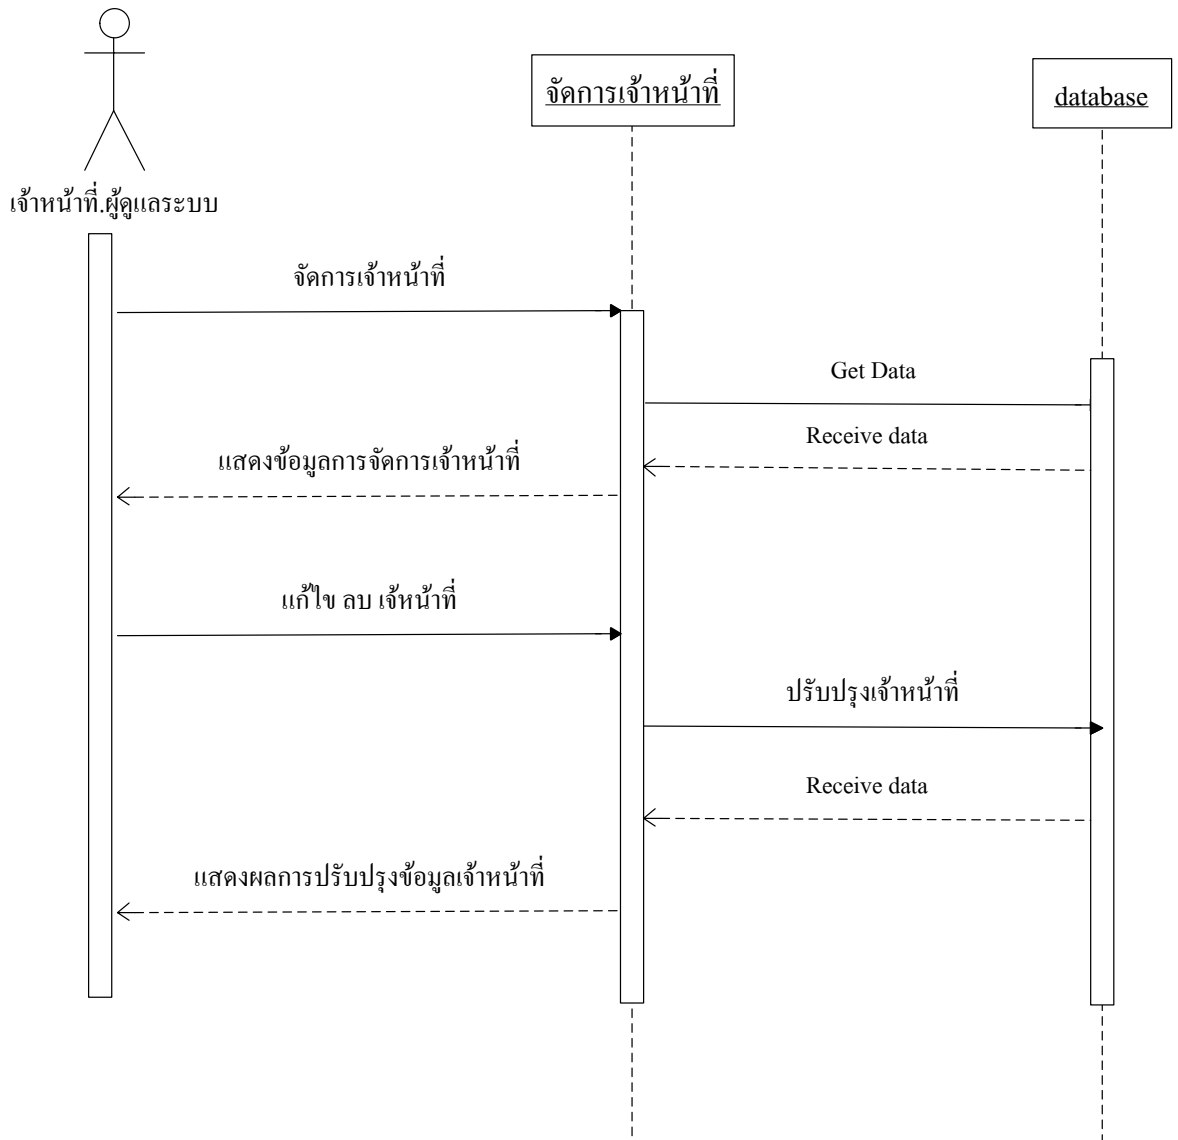 จัดการเจ้าหน้าที่
database
เจ้าหน้าที่.ผู้ดูแลระบบ
จัดการเจ้าหน้าที่
Get Data
Receive data
แสดงข้อมูลการจัดการเจ้าหน้าที่
แก้ไข ลบ เจ้หน้าที่
ปรับปรุงเจ้าหน้าที่
Receive data
แสดงผลการปรับปรุงข้อมูลเจ้าหน้าที่